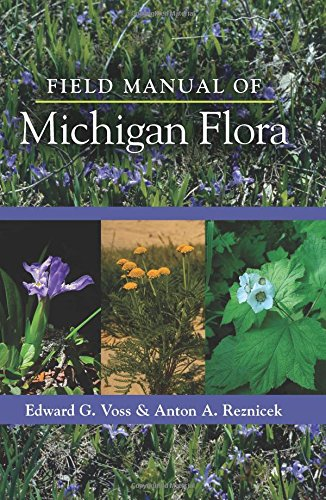 FIELD MANUAL OF
Michigan Flora
Edward G. Voss & Anton A. Reznicek